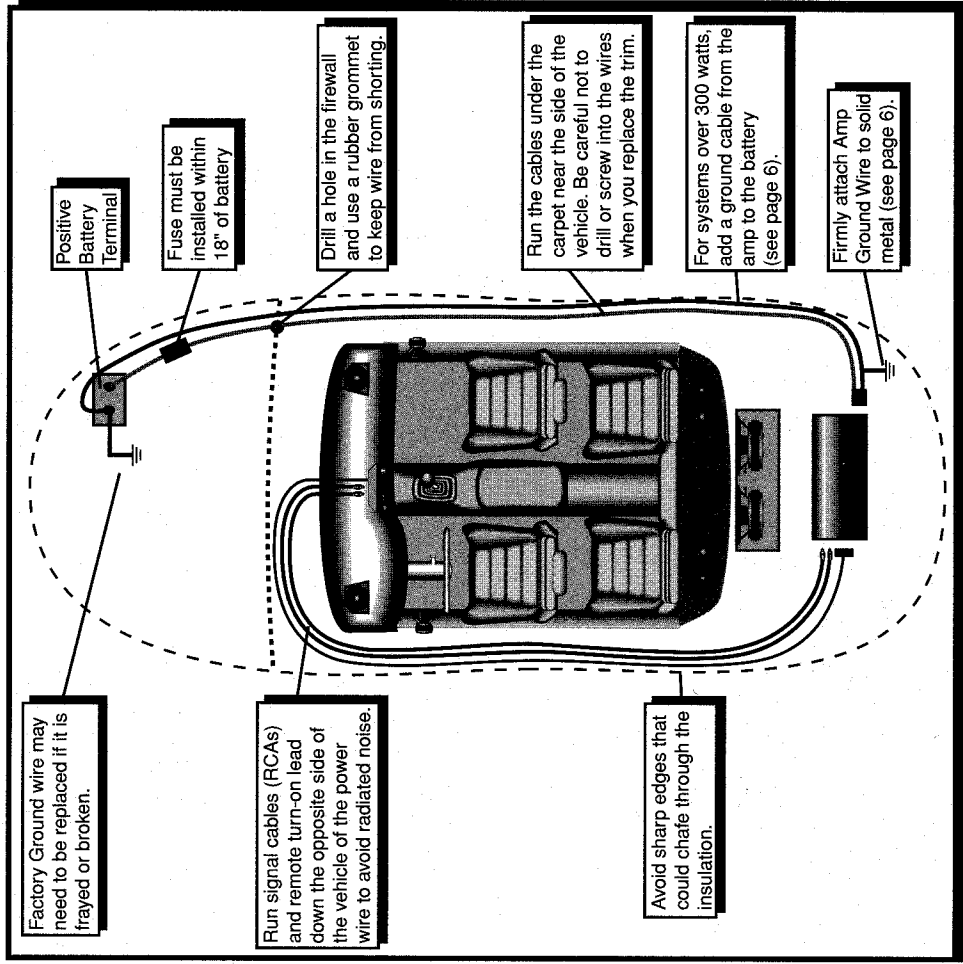 Factory Ground wire may
need to be replaced if it is
frayed or broken.
Positive
Battery
Terminal
Fuse must be
installed within
18" of battery
Drill a hole in the firewall
and use a rubber grommet
to keep wire from shorting.
Run signal cables (RCAs)
and remote turn-on lead
down the opposite side of
the vehicle of the power
wire to avoid radiated noise.
Run the cables under the
carpet near the side of the
vehicle. Be careful not to
drill or screw into the wires
when you replace the trim.
Avoid sharp edges that
could chafe through the
insulation.
For systems over 300 watts,
add a ground cable from the
amp to the battery
(see page 6).
Firmly attach Amp
Ground Wire to solid
metal (see page 6).